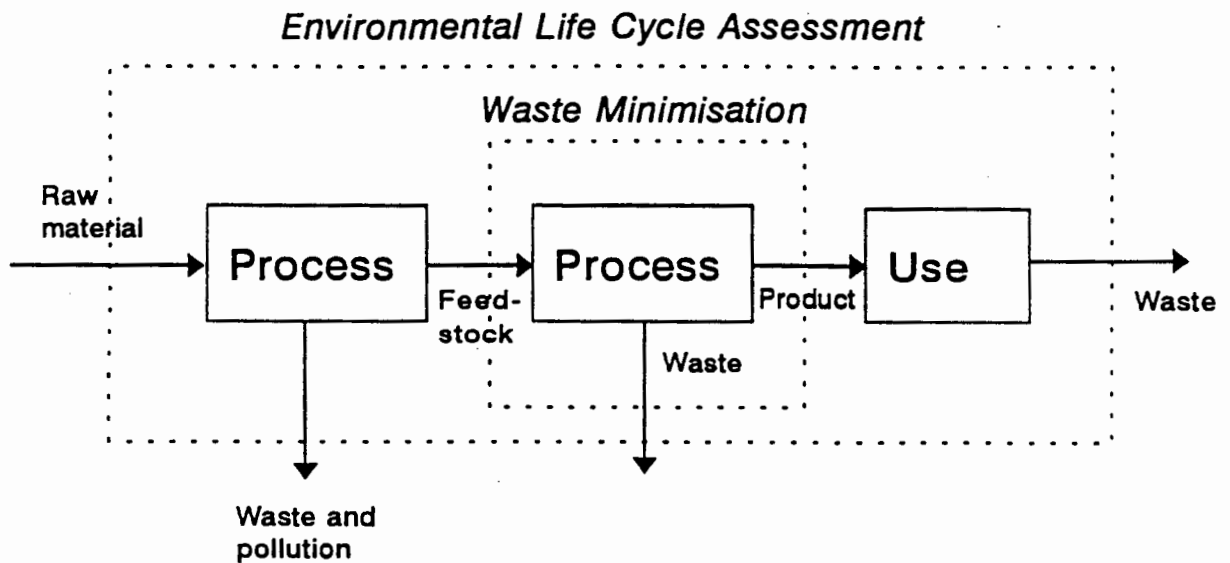 Environmental Life Cycle Assessment
Waste Minimisation
Raw
material
Process
Feed-
stock
Process
Product
Use
Waste
Waste
Waste and
pollution